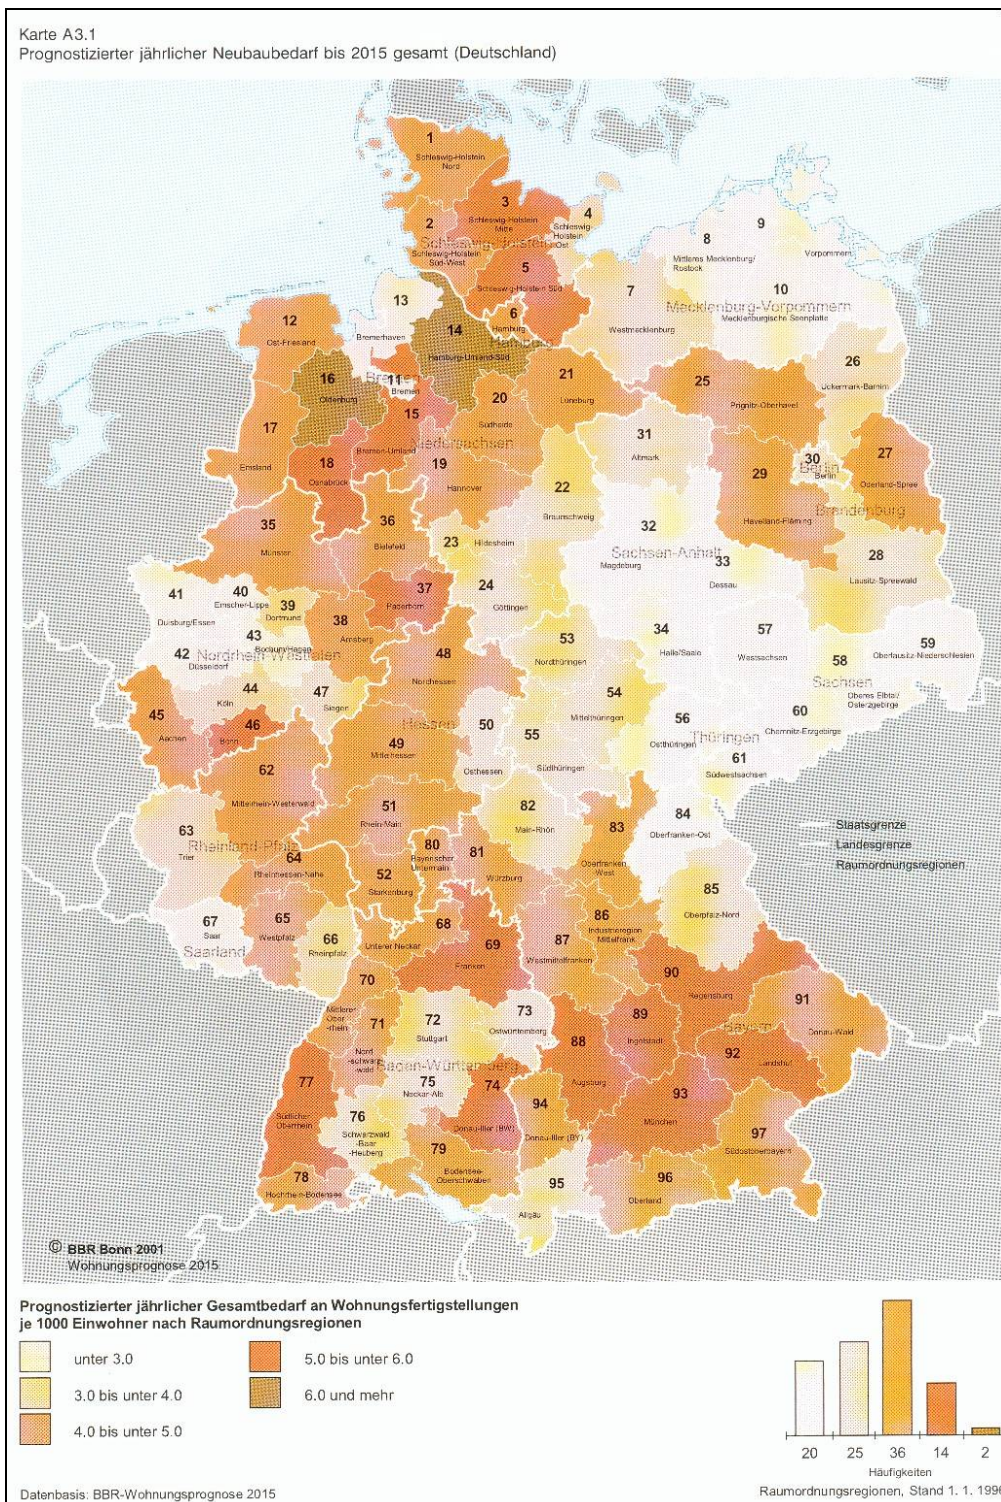 Karte A3.1
Prognostizierter jährlicher Neubaubedarf bis 2015 gesamt (Deutschland)
1
Schleswig-Holstein
Nord
3
Schleswig-Holstein
Mitte
2
Schleswig-Holstein
Süd-West
4
Schleswig-
Holstein
Ost
Schleswig-Holstein
5
Schleswig-Holstein Süd
6
Hamburg
Hamburg
7
Westmecklenburg
8
Mittleres Mecklenburg/
Rostock
9
Vorpommern
10
Mecklenburg-Vorpommern
Mecklenburgische Seenplatte
13
Bremerhaven
12
Ost-Friesland
14
Hamburg-Umland-Süd
16
Oldenburg
Bremen
11
Bremen
15
Bremen-Umland
20
Südheide
21
Lüneburg
25
Prignitz-Oberhavel
26
Uckermark-Barnim
17
Emsland
18
Osnabrück
Niedersachsen
19
Hannover
22
Braunschweig
31
Altmark
29
Havelland-Fläming
30
Berlin
Berlin
27
Oderland-Spree
Brandenburg
35
Münster
36
Bielefeld
23
Hildesheim
32
Sachsen-Anhalt
Magdeburg
33
Dessau
28
Lausitz-Spreewald
41
Duisburg/Essen
40
Emscher-Lippe
39
Dortmund
37
Paderborn
24
Göttingen
38
Arnsberg
43
Bochum/Hagen
Nordrhein-Westfalen
42
Düsseldorf
48
Nordhessen
53
Nordthüringen
34
Halle/Saale
57
Westsachsen
59
Oberlausitz-Niederschlesien
58
Sachsen
Oberes Elbtal/
Osterzgebirge
44
Köln
47
Siegen
45
Aachen
46
Bonn
Hessen
49
Mittelhessen
50
Osthessen
54
Mittelthüringen
55
Südthüringen
56
Thüringen
Ostthüringen
60
Chemnitz-Erzgebirge
61
Südwestsachsen
62
Mittelrhein-Westerwald
51
Rhein-Main
82
Main-Rhön
83
Oberfranken
West
84
Oberfranken-Ost
63
Trier
Rheinland-Pfalz
64
Rheinhessen-Nahe
52
Starkenburg
80
Bayerischer
Untermain
81
Würzburg
Staatsgrenze
Landesgrenze
Raumordnungsregionen
85
Oberpfalz-Nord
67
Saar
Saarland
65
Westpfalz
66
Rheinpfalz
68
Unterer Neckar
69
Franken
87
Westmittelfranken
86
Industrieregion
Mittelfrank.
90
Regensburg
70
Mittlerer
Ober-
-rhein
71
Nord
-schwarz
-wald
72
Stuttgart
73
Ostwürttemberg
Baden-Württemberg
88
Augsburg
89
Ingolstadt
Bayern
91
Donau-Wald
92
Landshut
77
Südlicher
Oberrhein
75
Neckar-Alb
74
Donau-Iller (BW)
76
Schwarzwald
-Baar
-Heuberg
94
Donau-Iller (BY)
93
München
97
Südostoberbayern
78
Hochrhein-Bodensee
79
Bodensee-
Oberschwaben
95
Allgäu
96
Oberland
© BBR Bonn 2001
Wohnungsprognose 2015
Prognostizierter jährlicher Gesamtbedarf an Wohnungsfertigstellungen
je 1000 Einwohner nach Raumordnungsregionen
unter 3.0
3.0 bis unter 4.0
4.0 bis unter 5.0
5.0 bis unter 6.0
6.0 und mehr
20 25 36 14 2
Häufigkeiten
Datenbasis: BBR-Wohnungsprognose 2015
Raumordnungsregionen, Stand 1. 1. 1996